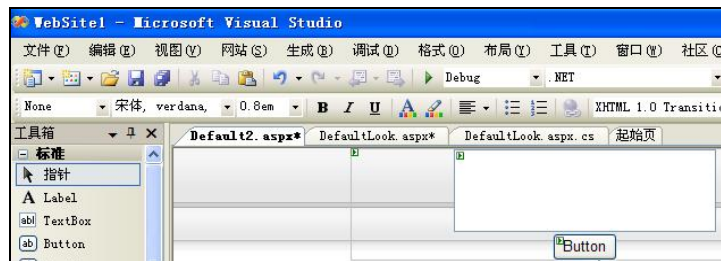 WebSite1 - Microsoft Visual Studio
文件(F) 编辑(E) 视图(V) 网站(S) 生成(B) 调试(D) 格式(O) 布局(Y) 工具(T) 窗口(W) 社区(C
Debug .NET
None 宋体, verdana, 0.8em B I U A XHTML 1.0 Transiti
工具箱 Default2.aspx* DefaultLook.aspx* DefaultLook.aspx.cs 起始页
标准
指针
A Label
abl TextBox
ab Button Button